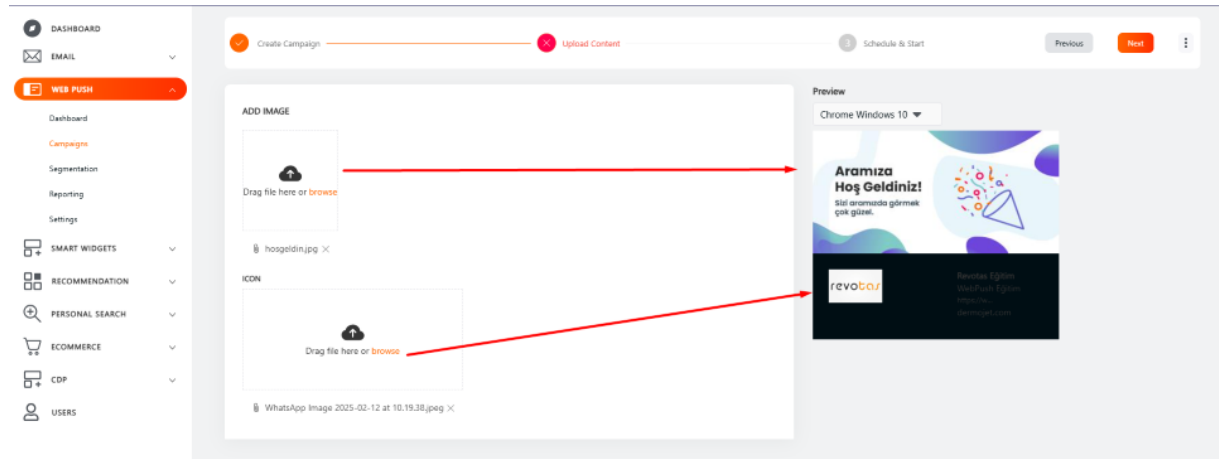 DASHBOARD
EMAIL
WEB PUSH
Dashboard
Campaigns
Segmentation
Reporting
Settings
SMART WIDGETS
RECOMMENDATION
PERSONAL SEARCH
ECOMMERCE
CDP
USERS
Create Campaign
Upload Content
3 Schedule & Start
Previous
Next
ADD IMAGE
Drag file here or browse
hosgeldin.jpg
ICON
Drag file here or browse
WhatsApp Image 2025-02-12 at 10.19.38.jpeg
Preview
Chrome Windows 10
Aramıza
Hoş Geldiniz!
Sizi aramızda görmek
çok güzel.
revotas
Revotas Eğitim
WebPush Eğitim